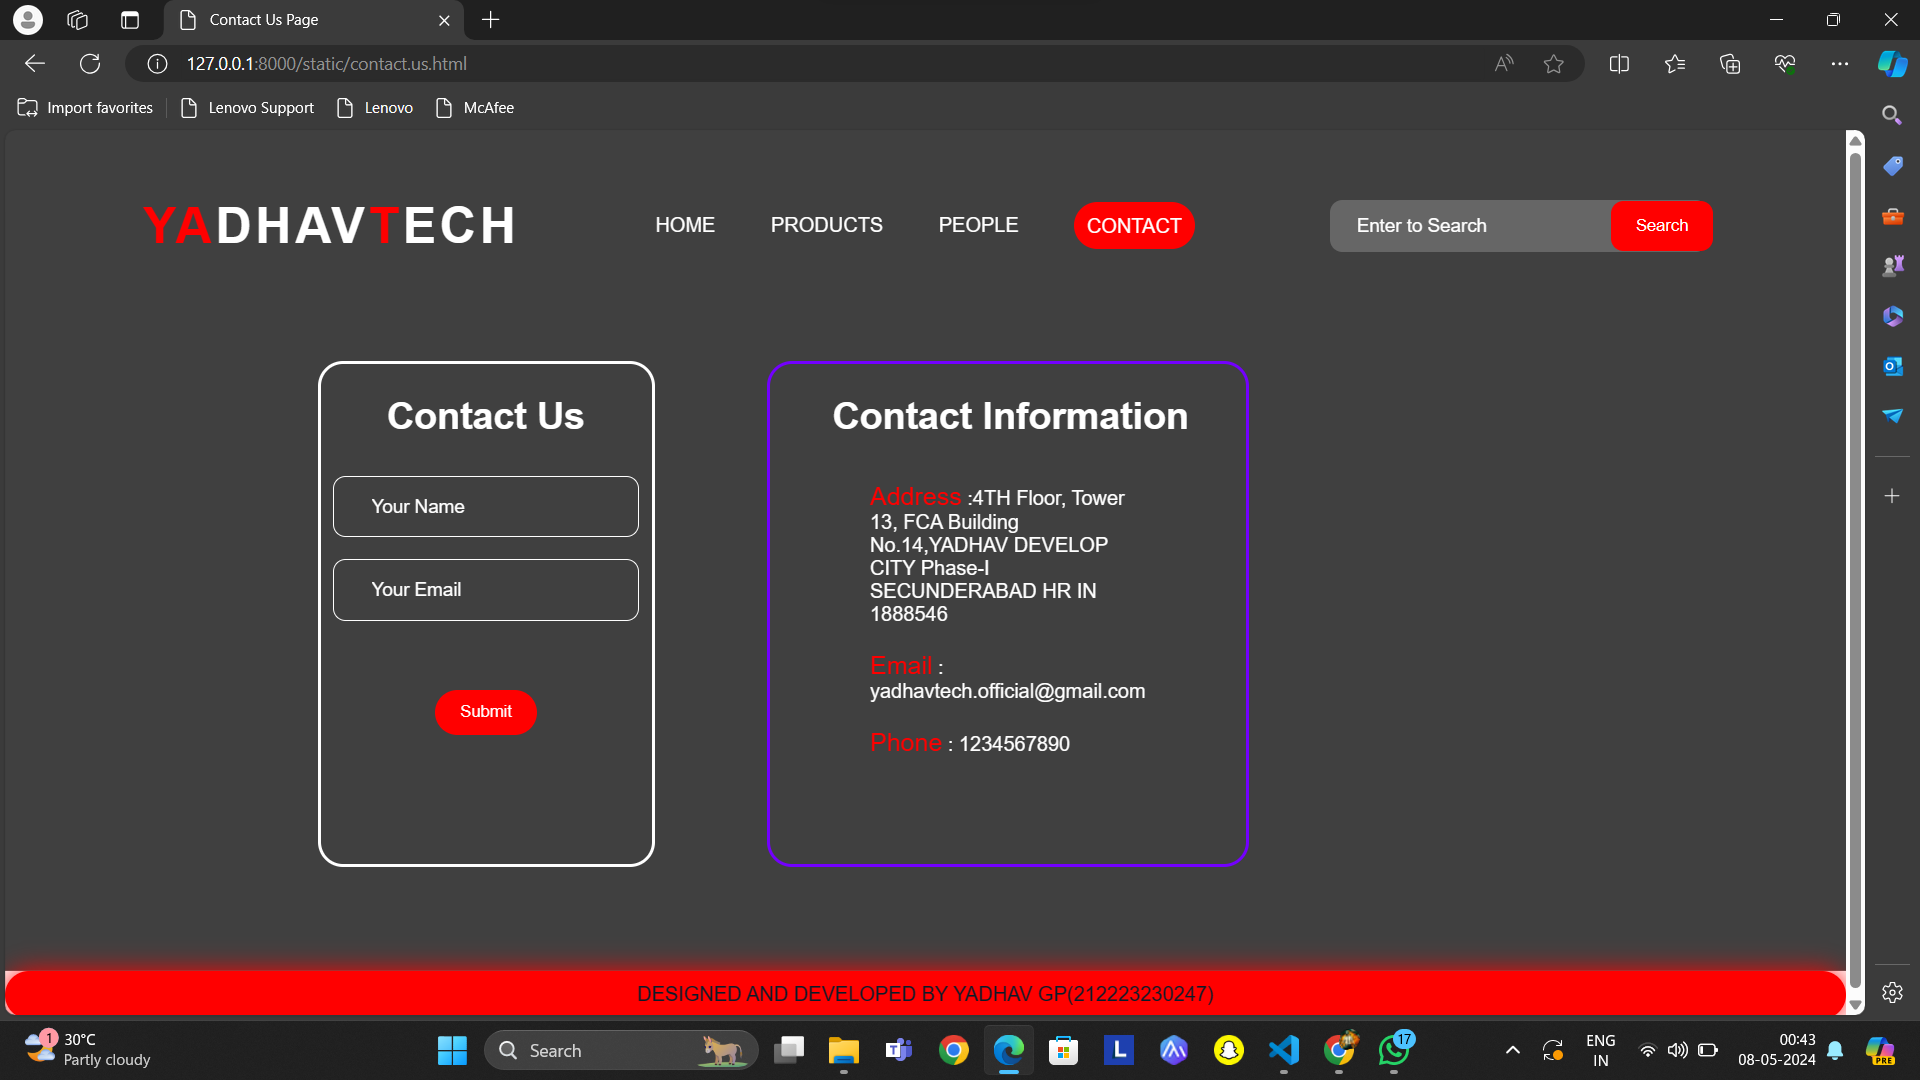 Contact Us Page
127.0.0.1:8000/static/contact.us.html
Import favorites
Lenovo Support
Lenovo
McAfee
YADHAVTECH
HOME
PRODUCTS
PEOPLE
CONTACT
Enter to Search
Search
Contact Us
Your Name
Your Email
Submit
Contact Information
Address :4TH Floor, Tower
13, FCA Building
No.14,YADHAV DEVELOP
CITY Phase-I
SECUNDERABAD HR IN
1888546
Email :
yadhavtech.official@gmail.com
Phone : 1234567890
DESIGNED AND DEVELOPED BY YADHAV GP(212223230247)
1
30°C
Partly cloudy
Search
L
17
ENG
IN
00:43
08-05-2024
PRE